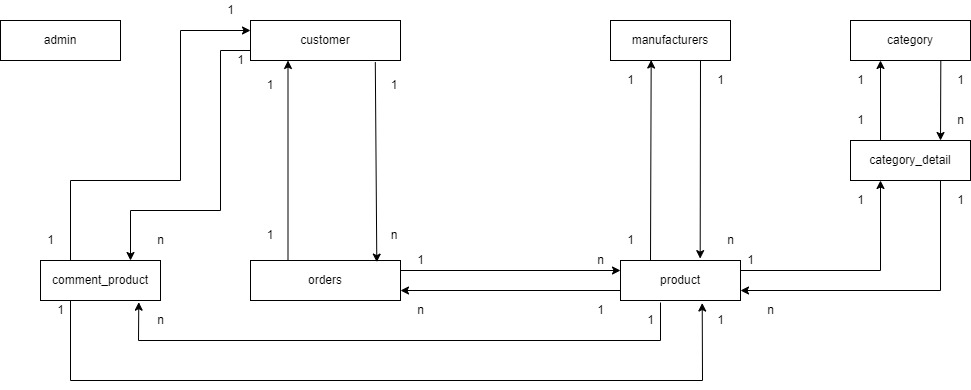 1
admin
customer
manufacturers
category
1
1
1
1
1
1
1
1
n
category_detail
1
1
1
n
1
n
1
n
1
n
1
comment_product
orders
product
1
n
n
1
1
1
n